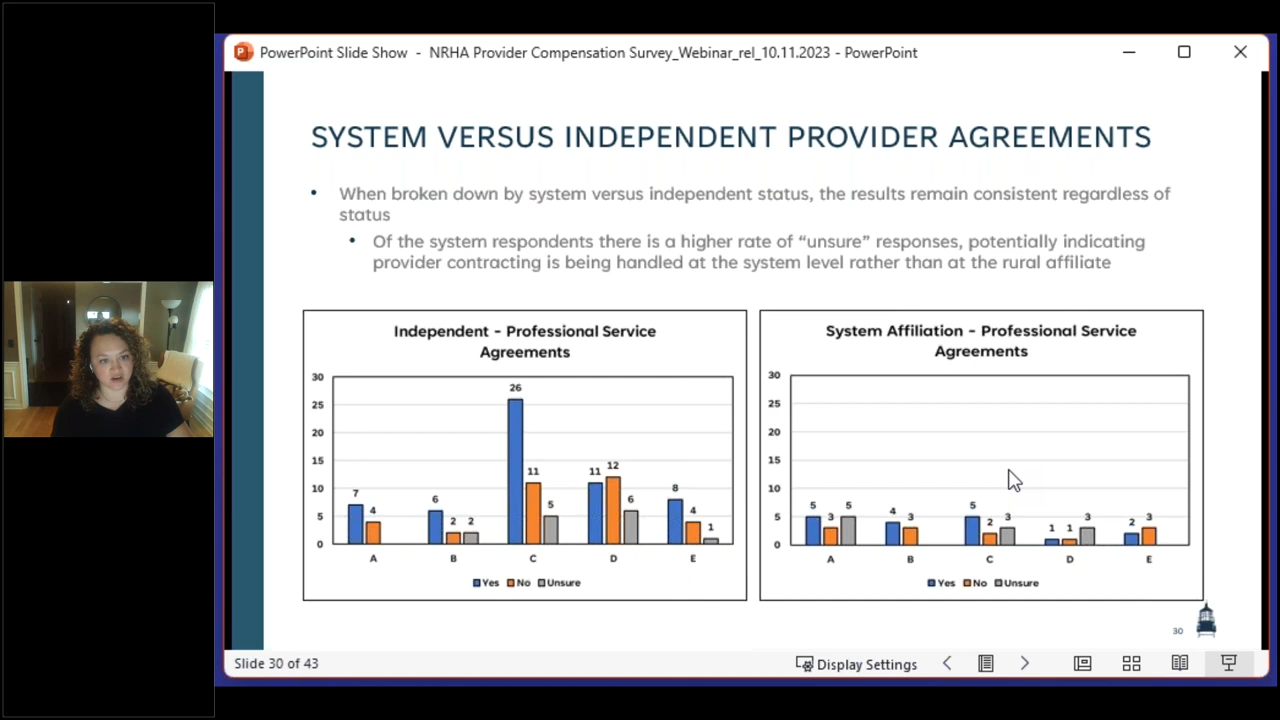 PowerPoint Slide Show - NRHA Provider Compensation Survey_Webinar_rel_10.11.2023 - PowerPoint
SYSTEM VERSUS INDEPENDENT PROVIDER AGREEMENTS
• When broken down by system versus independent status, the results remain consistent regardless of
status
• Of the system respondents there is a higher rate of “unsure” responses, potentially indicating
provider contracting is being handled at the system level rather than at the rural affiliate
Independent - Professional Service
Agreements
30
25
20
15
10
5
0
7
4
6
2
2
26
11
5
11
12
6
8
4
1
A
B
C
D
E
Yes No Unsure
System Affiliation - Professional Service
Agreements
30
25
20
15
10
5
0
5
3
5
4
3
5
2
3
1
1
3
2
3
A
B
C
D
E
Yes No Unsure
30
Slide 30 of 43
Display Settings